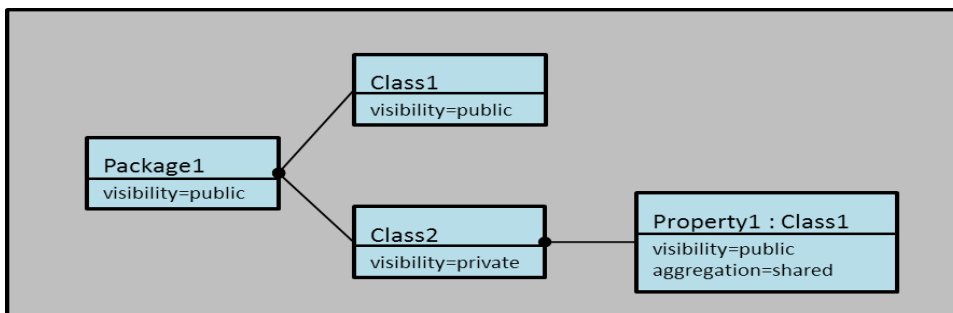 Class1
visibility=public
Package1
visibility=public
Class2
visibility=private
Property1 : Class1
visibility=public
aggregation=shared